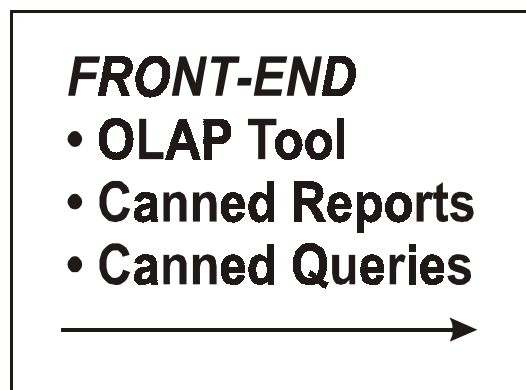 FRONT-END
• OLAP Tool
• Canned Reports
• Canned Queries